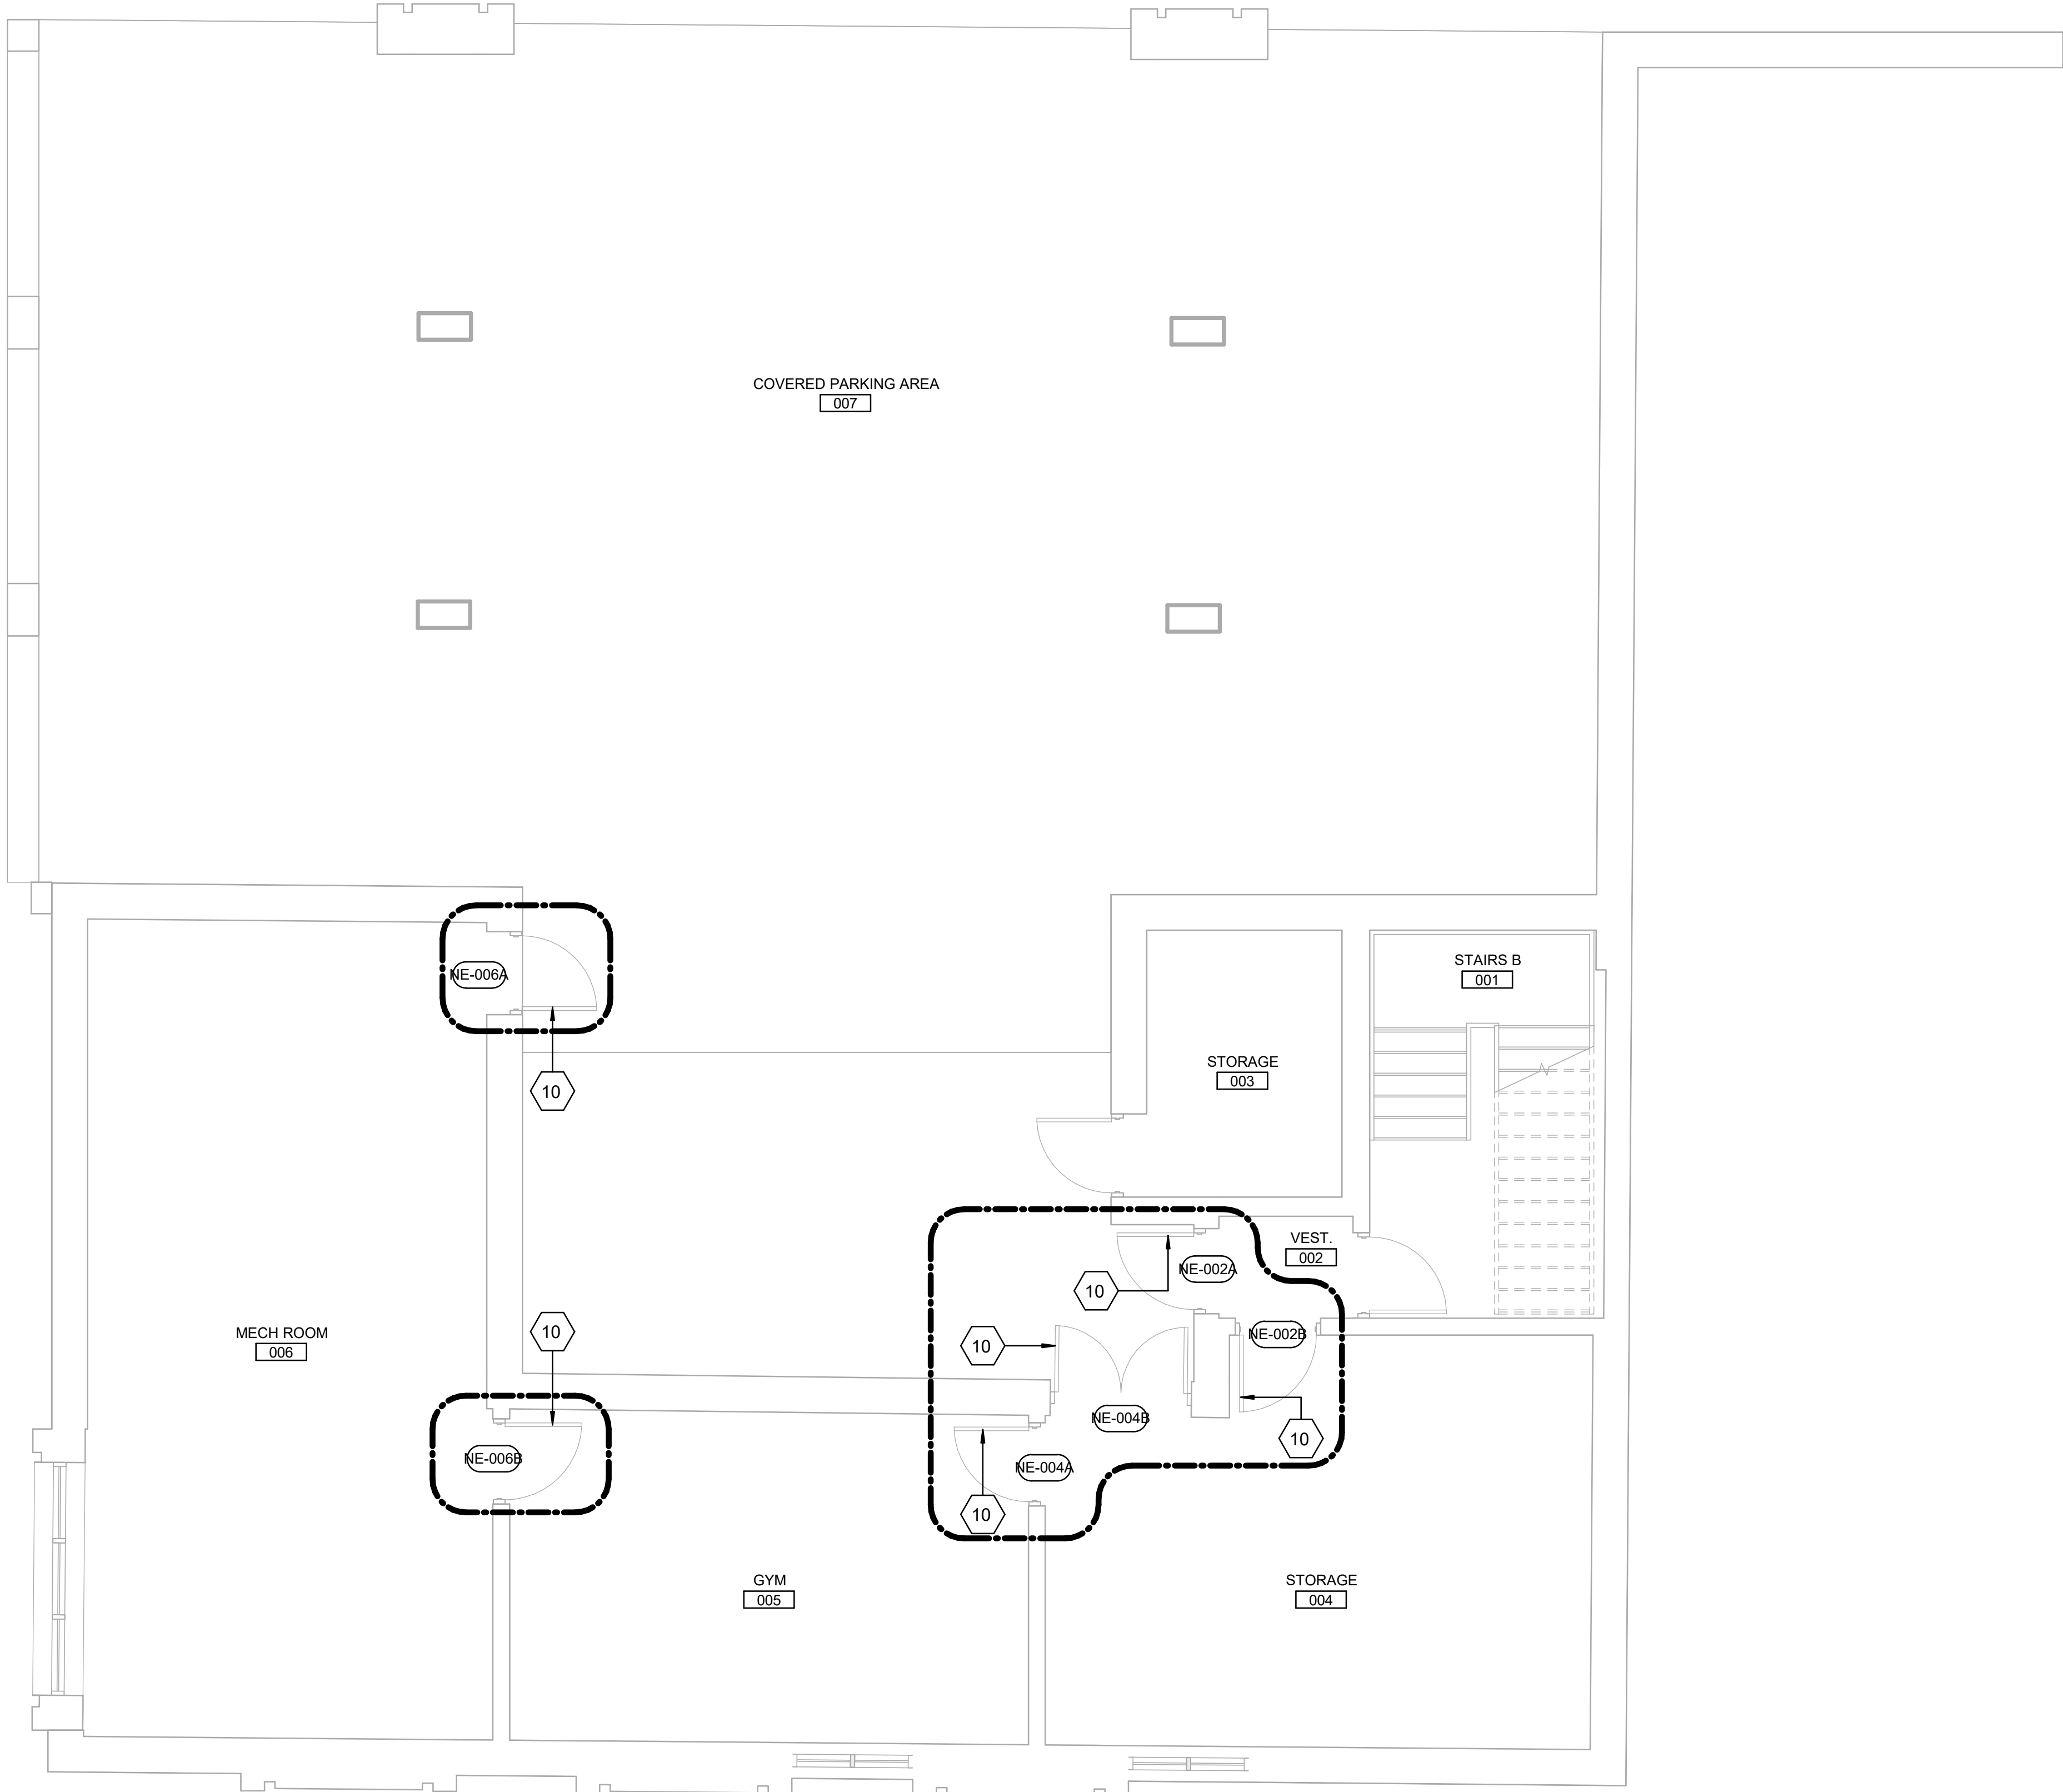 COVERED PARKING AREA
007
NE-006A
STAIRS B
001
10
STORAGE
003
VEST.
002
NE-002A
10
MECH ROOM
006
10
10
NE-002B
NE-004B
10
NE-006B
NE-004A
10
GYM
005
STORAGE
004